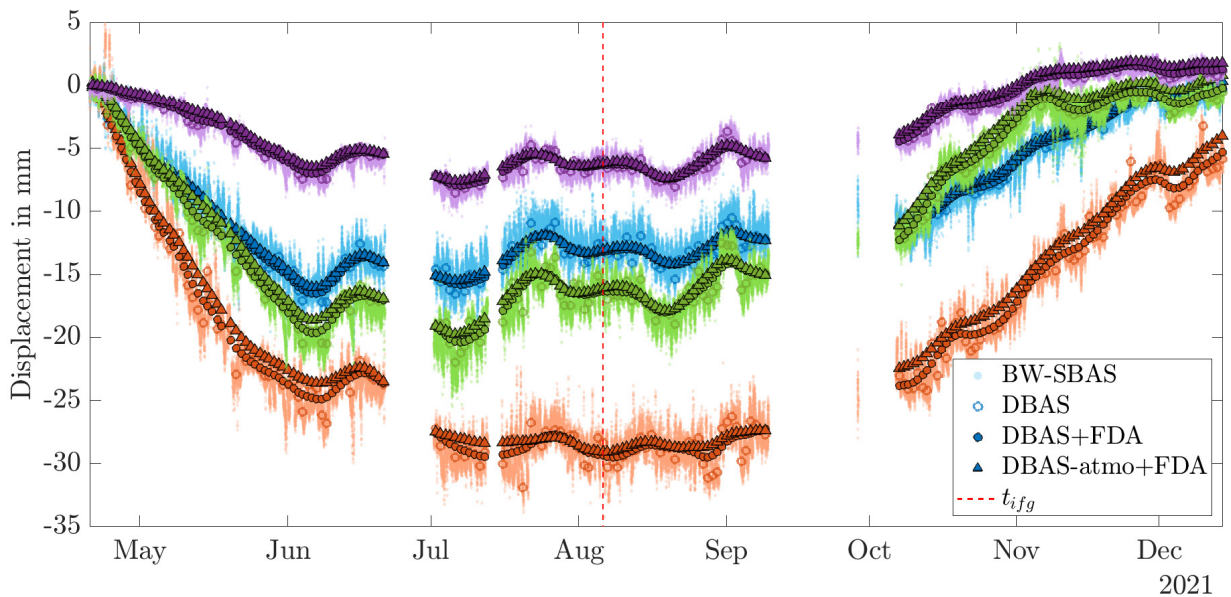 Displacement in mm
5
0
-5
-10
-15
-20
-25
-30
-35
May Jun Jul Aug Sep Oct Nov Dec
2021
BW-SBAS
DBAS
DBAS+FDA
DBAS-atmo+FDA
t_ifg